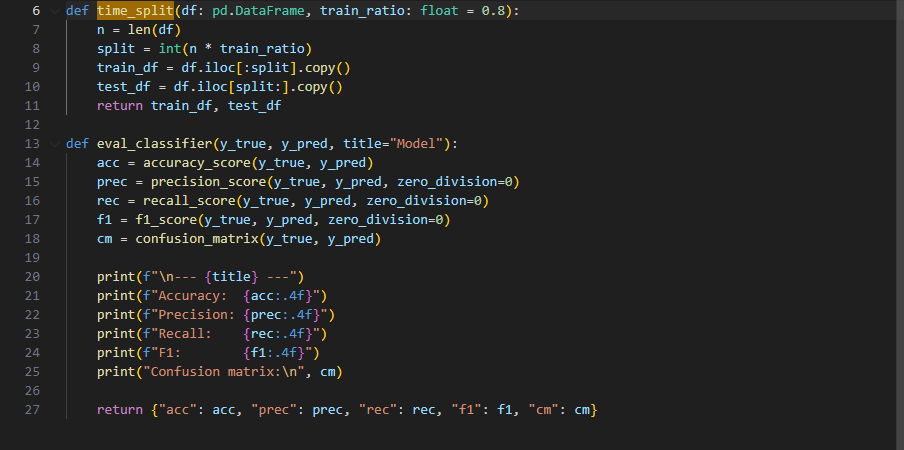 6 def time_split(df: pd.DataFrame, train_ratio: float = 0.8):
7     n = len(df)
8     split = int(n * train_ratio)
9     train_df = df.iloc[:split].copy()
10     test_df = df.iloc[split:].copy()
11     return train_df, test_df
12
13 def eval_classifier(y_true, y_pred, title="Model"):
14     acc = accuracy_score(y_true, y_pred)
15     prec = precision_score(y_true, y_pred, zero_division=0)
16     rec = recall_score(y_true, y_pred, zero_division=0)
17     f1 = f1_score(y_true, y_pred, zero_division=0)
18     cm = confusion_matrix(y_true, y_pred)
19
20     print(f"\n--- {title} ---")
21     print(f"Accuracy:  {acc:.4f}")
22     print(f"Precision: {prec:.4f}")
23     print(f"Recall:    {rec:.4f}")
24     print(f"F1:        {f1:.4f}")
25     print("Confusion matrix:\n", cm)
26
27     return {"acc": acc, "prec": prec, "rec": rec, "f1": f1, "cm": cm}